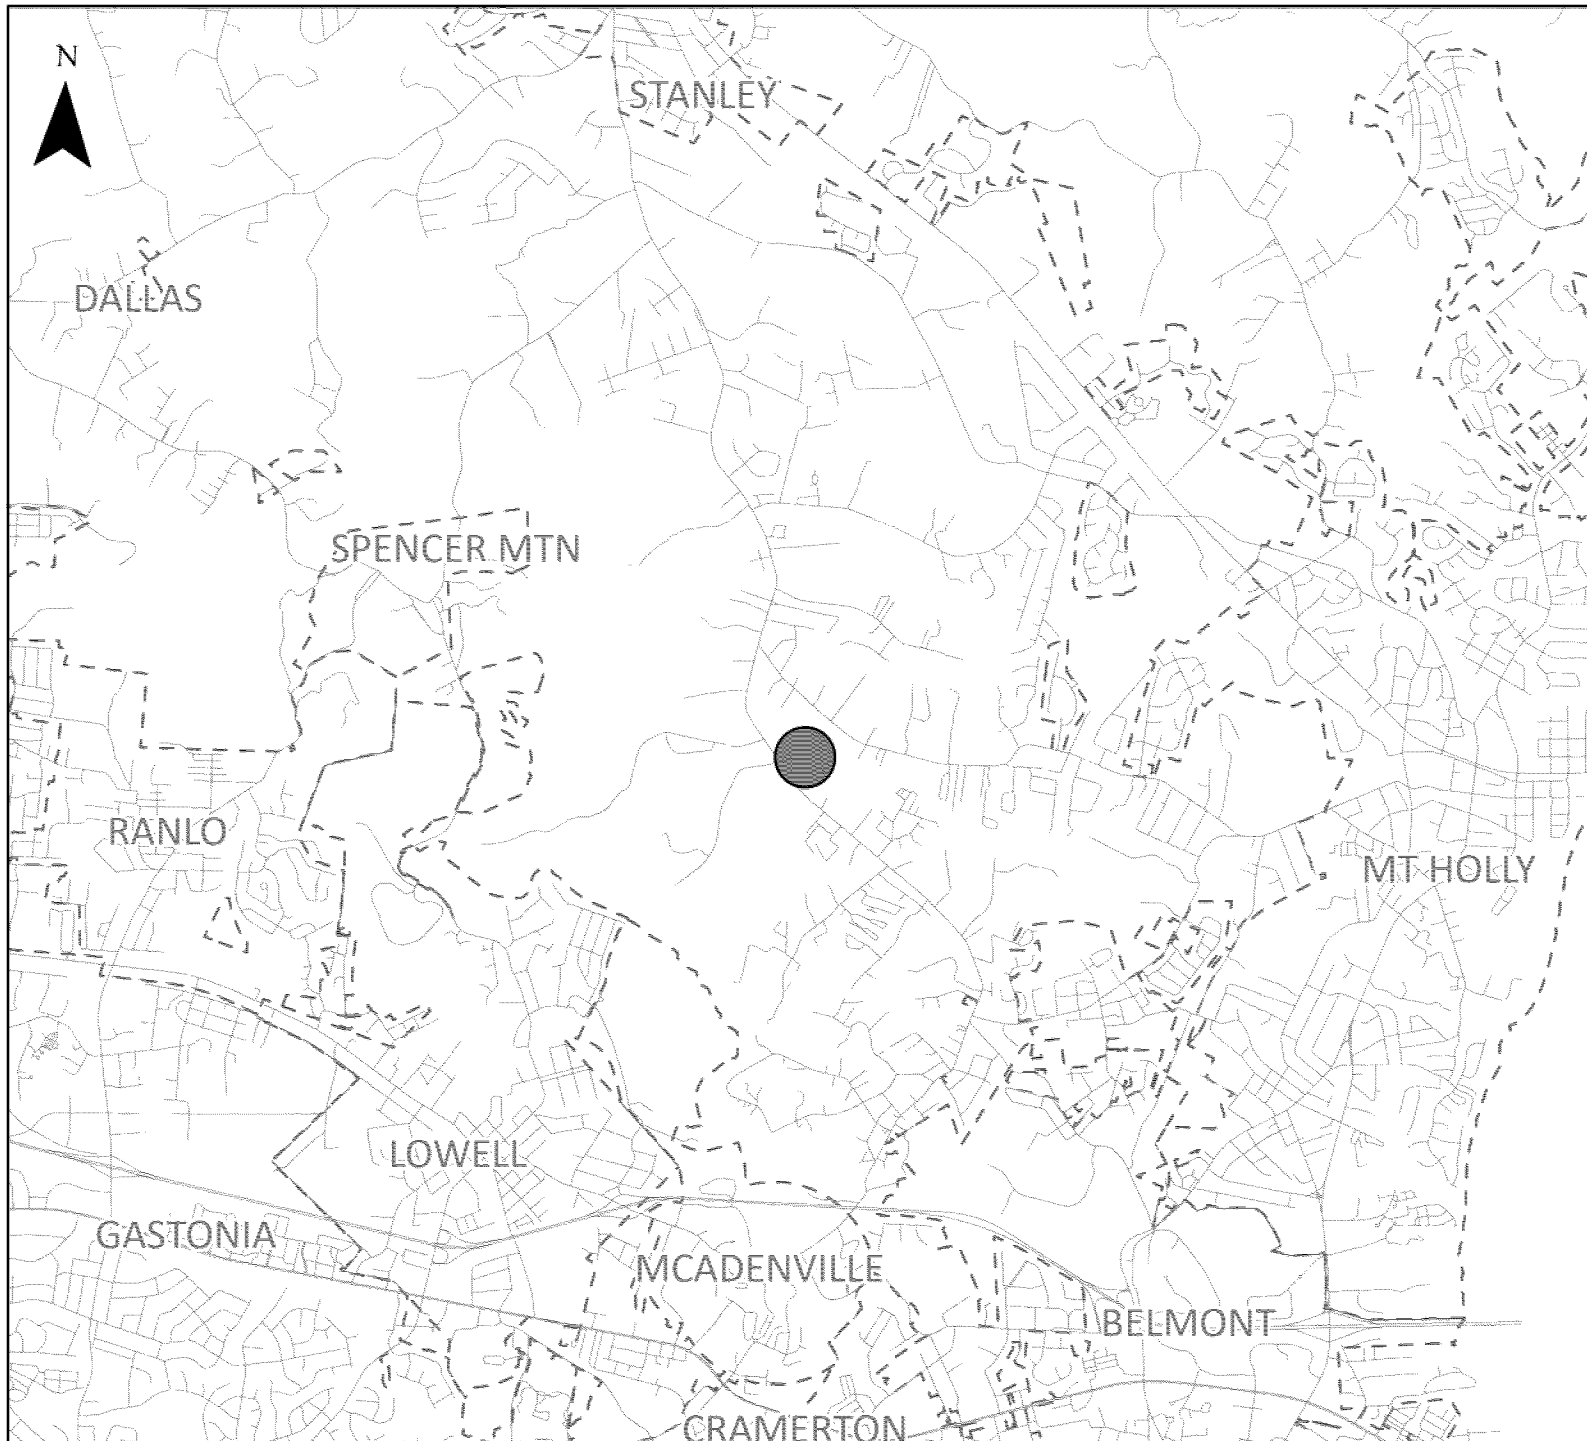 N
STANLEY
DALLAS
SPENCER MTN
RANLO
MT HOLLY
LOWELL
GASTONIA
MCADENVILLE
BELMONT
CRAMERTON